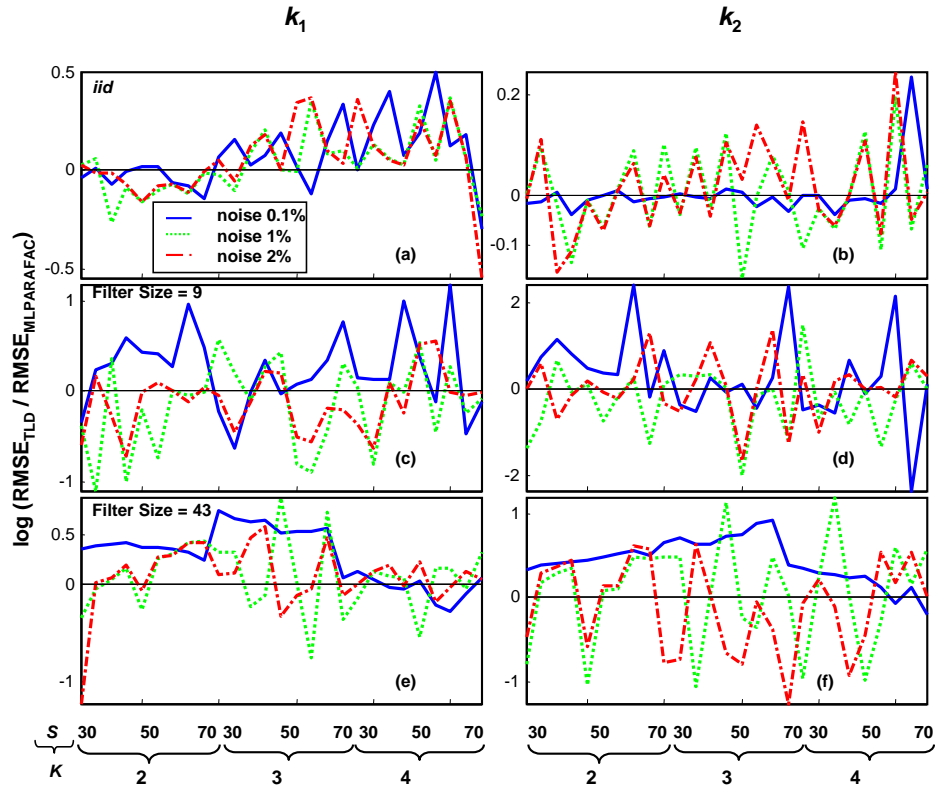 k1 k2
log (RMSETLD / RMSEMLPARAFAC)
0.5
0
-0.5
iid
noise 0.1%
noise 1%
noise 2%
(a)
0.2
0
-0.1
(b)
1
0
-1
Filter Size = 9
(c)
2
0
-2
(d)
0.5
0
-1
Filter Size = 43
(e)
1
0
-1
(f)
S 30 50 70 30 50 70 30 50 70 30 50 70 30 50 70 30 70
K 2 3 4 2 3 4